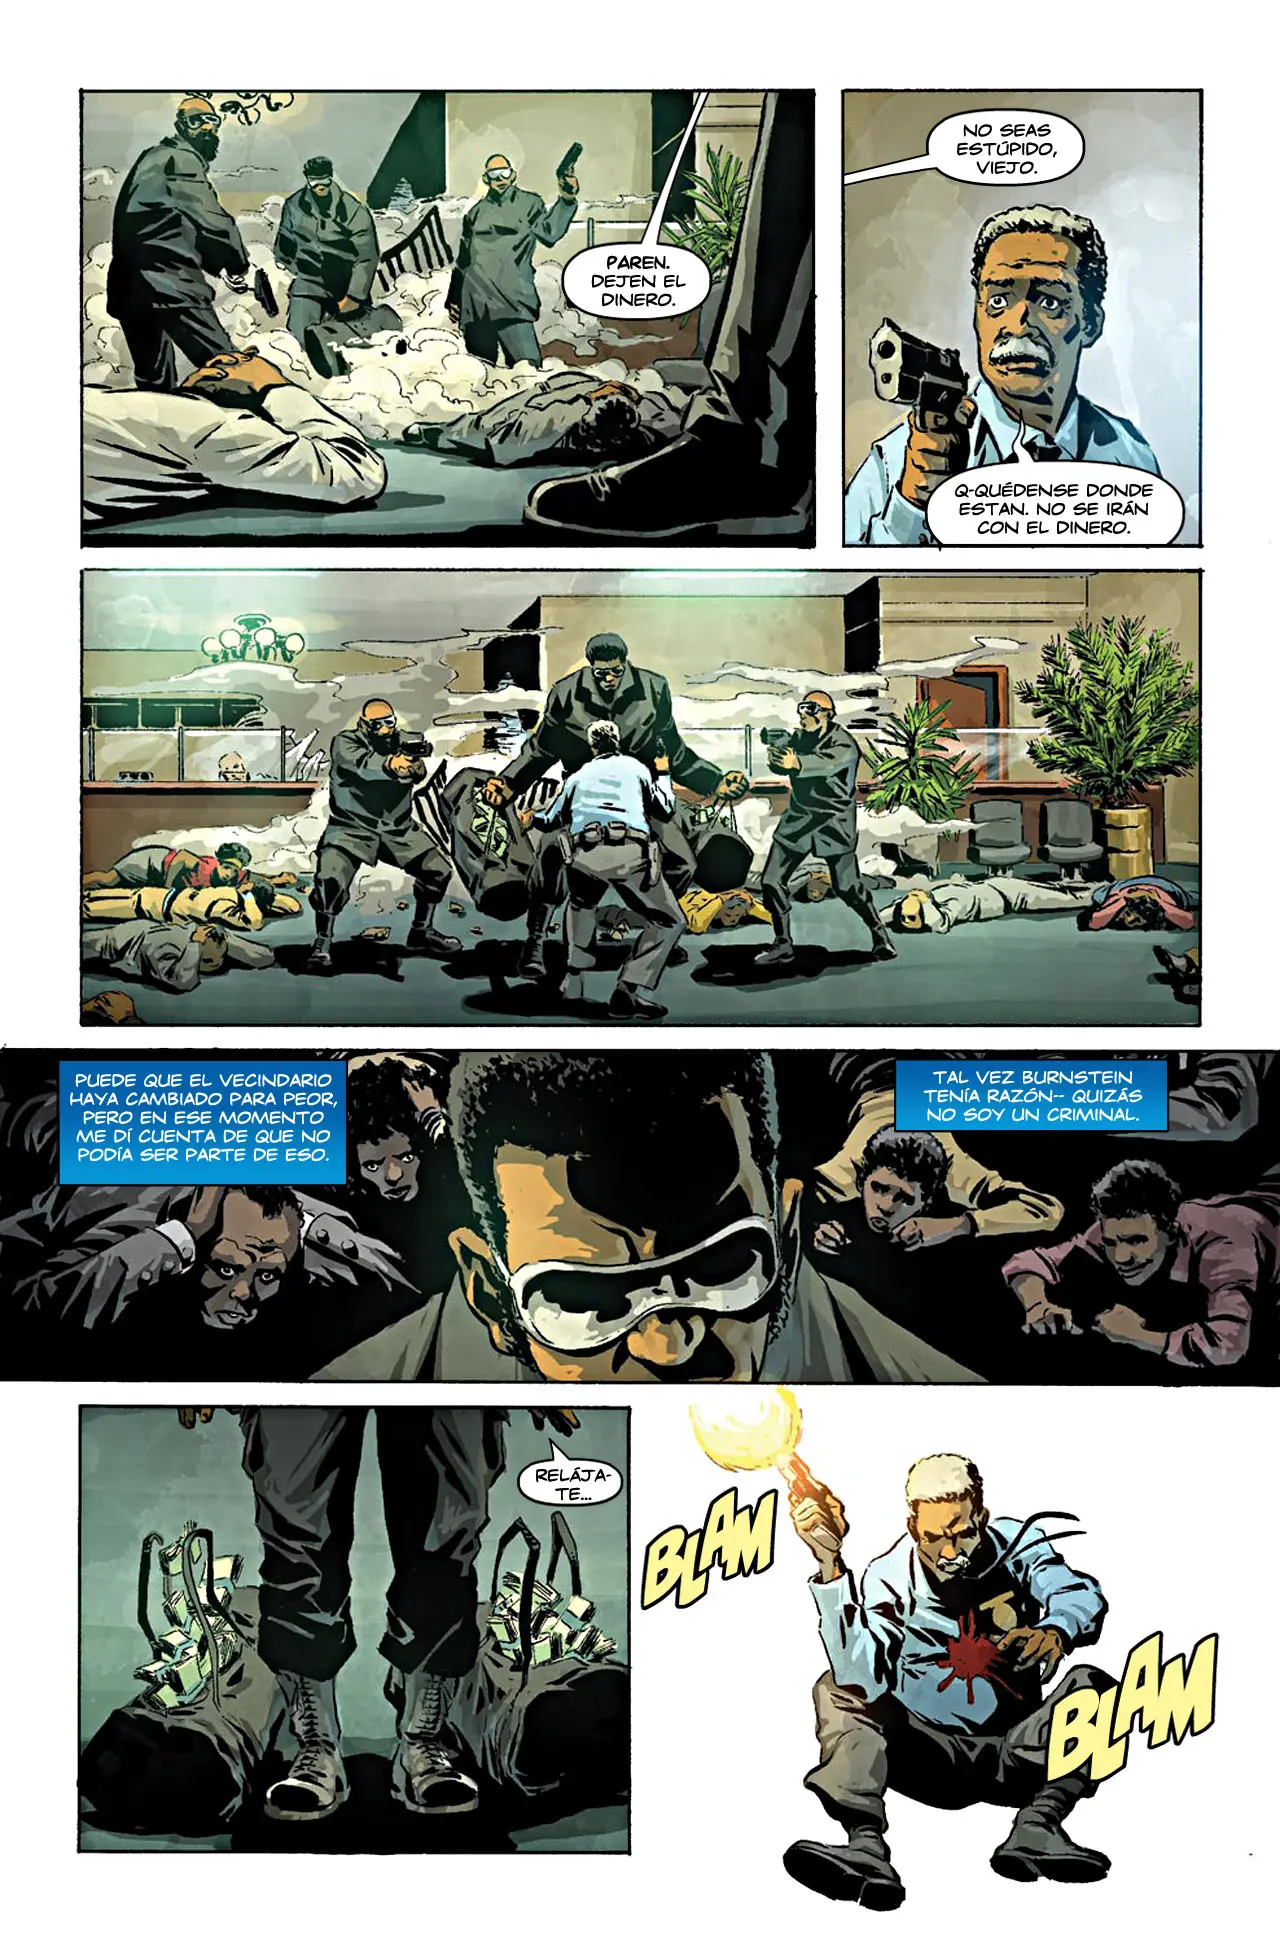 PAREN.
DEJEN EL
DINERO.
NO SEAS
ESTÚPIDO,
VIEJO.
Q-QUÉDENSE DONDE
ESTAN. NO SE IRÁN
CON EL DINERO.
PUEDE QUE EL VECINDARIO
HAYA CAMBIADO PARA PEOR,
PERO EN ESE MOMENTO
ME DÍ CUENTA DE QUE NO
PODÍA SER PARTE DE ESO.
TAL VEZ BURNSTEIN
TENÍA RAZÓN-- QUIZÁS
NO SOY UN CRIMINAL.
RELÁJA-
TE...
BLAM
BLAM